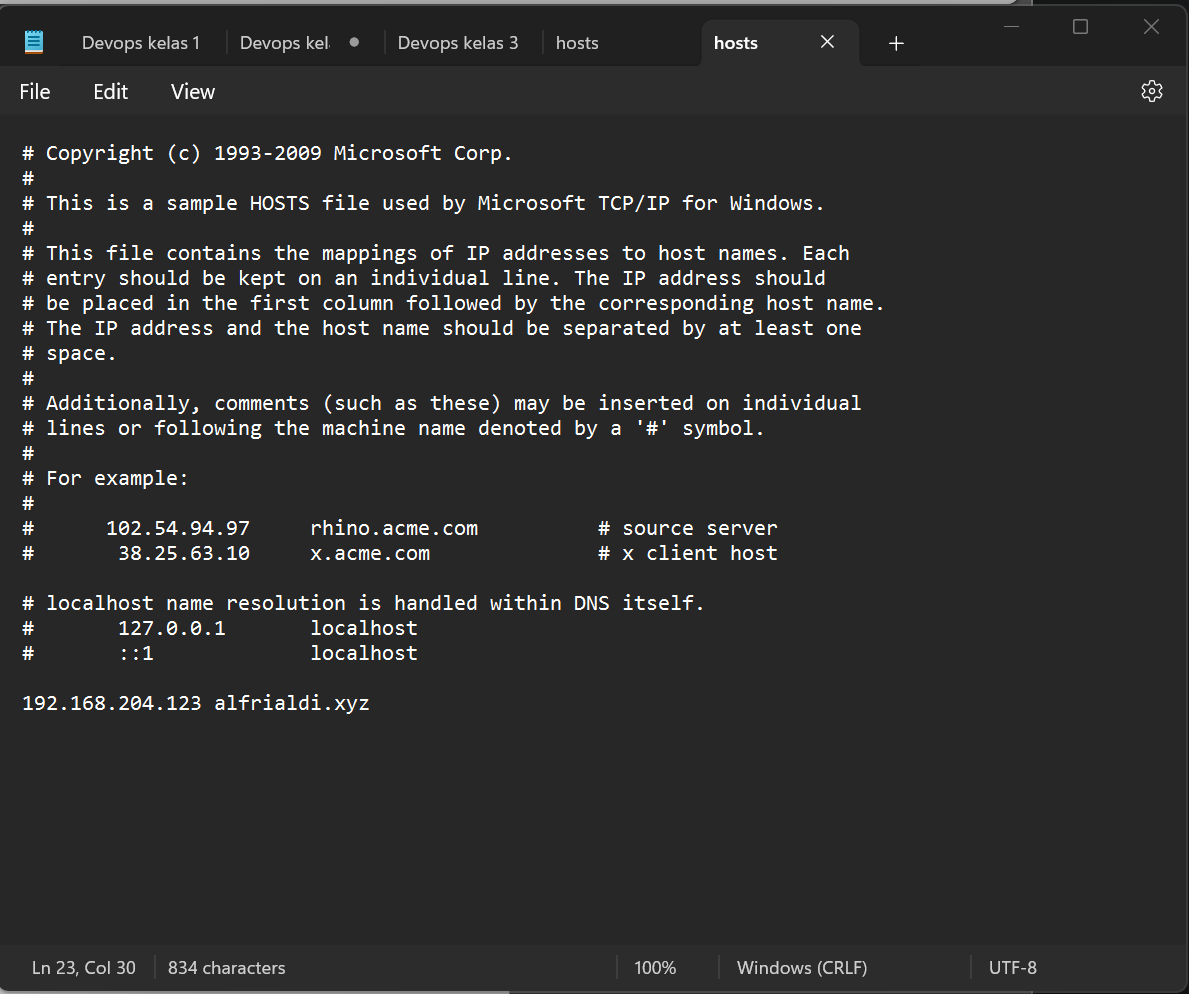 Devops kelas 1
Devops kel
Devops kelas 3
hosts
hosts
File
Edit
View
# Copyright (c) 1993-2009 Microsoft Corp.
#
# This is a sample HOSTS file used by Microsoft TCP/IP for Windows.
#
# This file contains the mappings of IP addresses to host names. Each
# entry should be kept on an individual line. The IP address should
# be placed in the first column followed by the corresponding host name.
# The IP address and the host name should be separated by at least one
# space.
#
# Additionally, comments (such as these) may be inserted on individual
# lines or following the machine name denoted by a '#' symbol.
#
# For example:
#
#      102.54.94.97     rhino.acme.com          # source server
#       38.25.63.10     x.acme.com              # x client host

# localhost name resolution is handled within DNS itself.
#       127.0.0.1       localhost
#       ::1             localhost

192.168.204.123 alfrialdi.xyz
Ln 23, Col 30
834 characters
100%
Windows (CRLF)
UTF-8